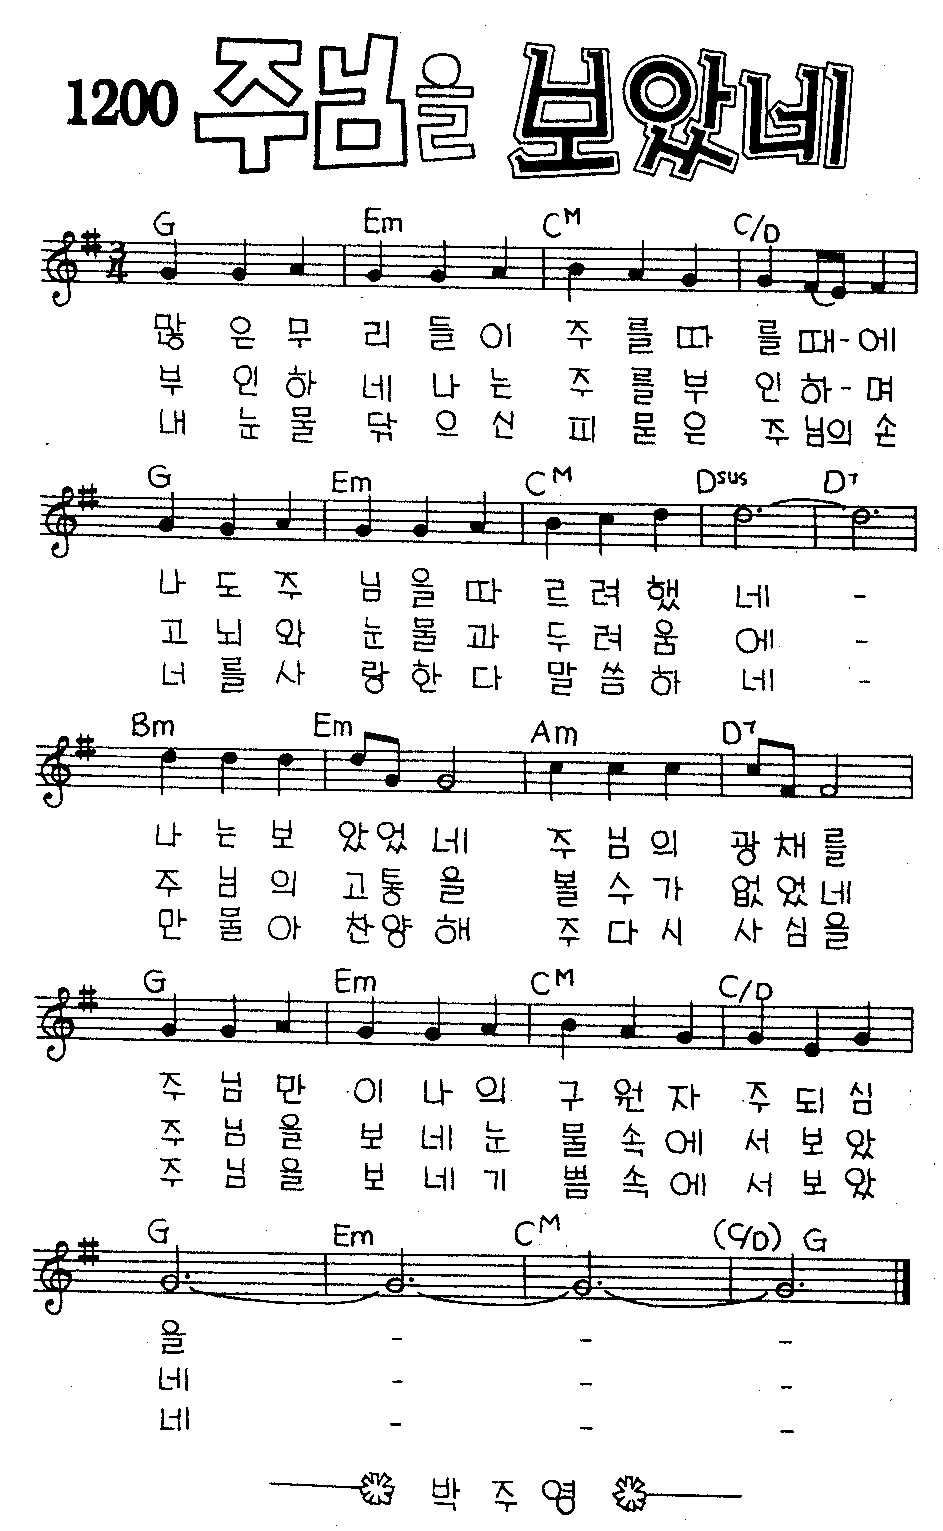 1200 주님을 보았네
G Em CM C/D
3/4
많은무 리들이 주를따 를때-에
부인하 네나는 주를부 인하-며
내눈물 닦으신 피묻은 주님의손
G Em CM Dsus D7
나도주 님을따 르려했 네 -
고뇌와 눈물과 두려움 에 -
너를사 랑한다 말씀하 네 -
Bm Em Am D7
나는보 았었네 주님의 광채를
주님의 고통을 볼수가 없었네
만물아 찬양해 주다시 사심을
G Em CM C/D
주님만 이나의 구원자 주되심
주님을 보네눈 물속에 서보았
주님을 보네기 쁨속에 서보았
G Em CM (C/D) G
을 - - -
네 - - -
네 - - -
박주영